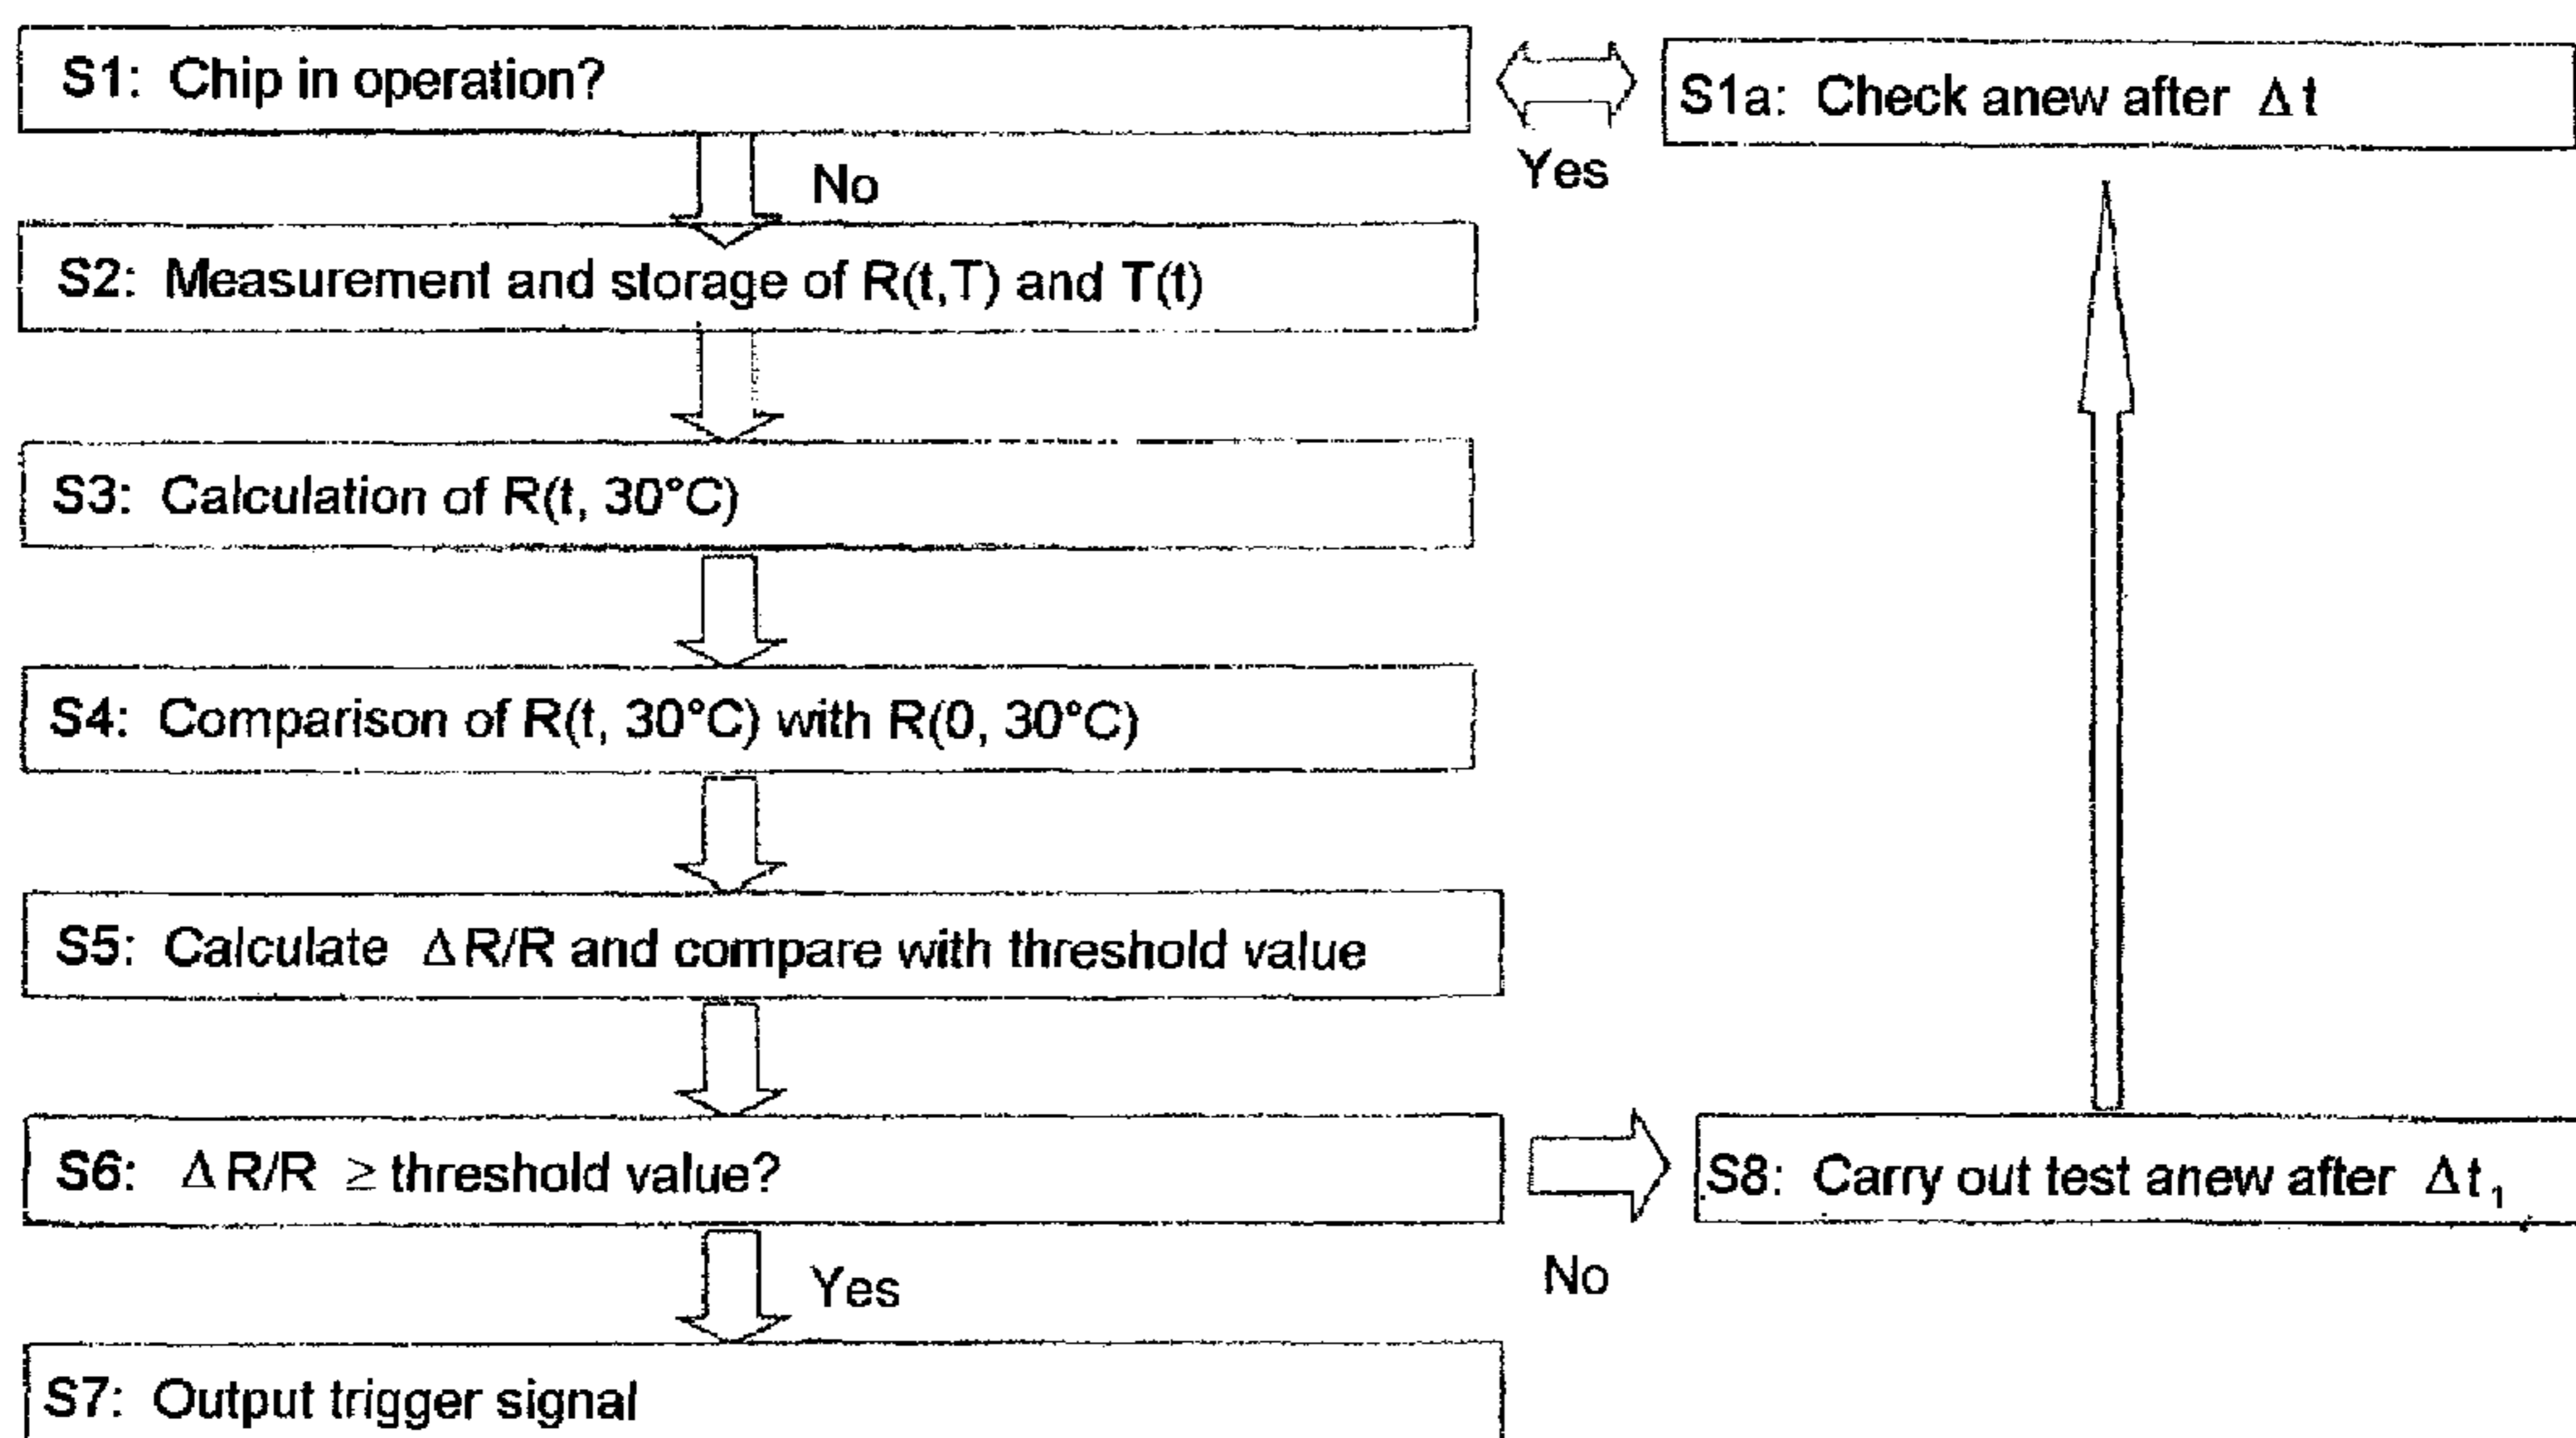 S1: Chip in operation?
S1a: Check anew after Δt
Yes
No
S2: Measurement and storage of R(t,T) and T(t)
S3: Calculation of R(t, 30°C)
S4: Comparison of R(t, 30°C) with R(0, 30°C)
S5: Calculate ΔR/R and compare with threshold value
S6: ΔR/R ≥ threshold value?
S8: Carry out test anew after Δt₁
No
Yes
S7: Output trigger signal